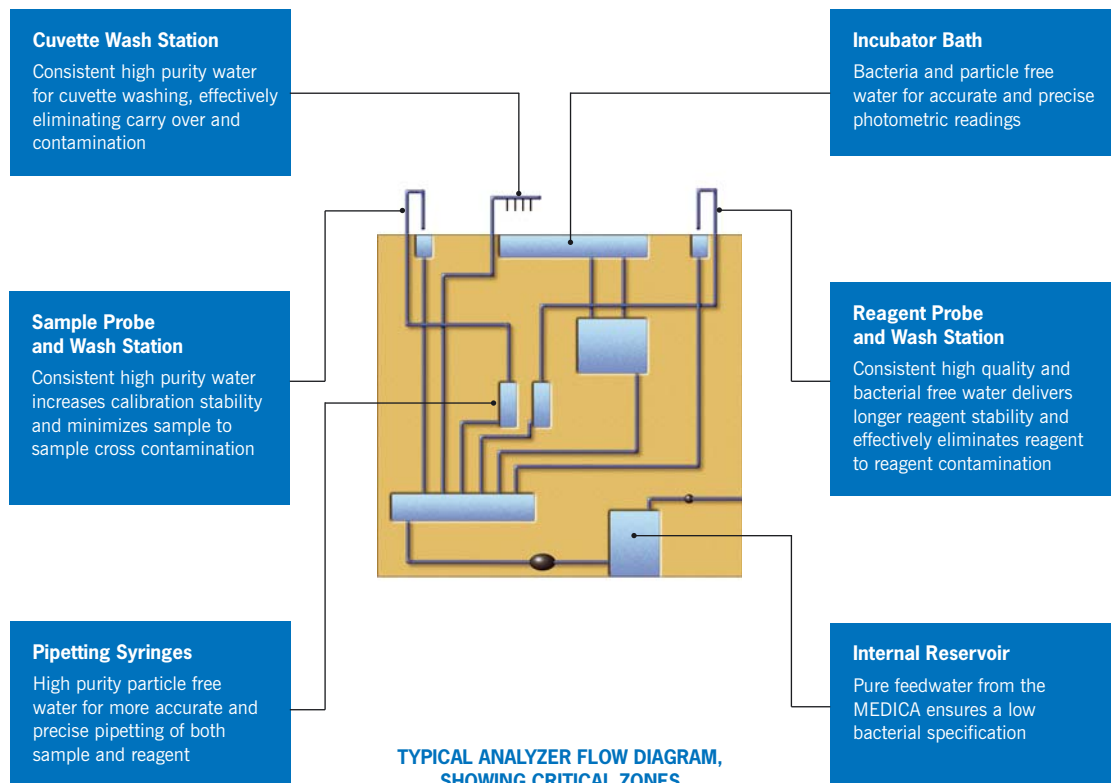 Cuvette Wash Station
Consistent high purity water
for cuvette washing, effectively
eliminating carry over and
contamination
Incubator Bath
Bacteria and particle free
water for accurate and precise
photometric readings
Sample Probe
and Wash Station
Consistent high purity water
increases calibration stability
and minimizes sample to
sample cross contamination
Reagent Probe
and Wash Station
Consistent high quality and
bacterial free water delivers
longer reagent stability and
effectively eliminates reagent
to reagent contamination
Pipetting Syringes
High purity particle free
water for more accurate and
precise pipetting of both
sample and reagent
Internal Reservoir
Pure feedwater from the
MEDICA ensures a low
bacterial specification
TYPICAL ANALYZER FLOW DIAGRAM,
SHOWING CRITICAL ZONES